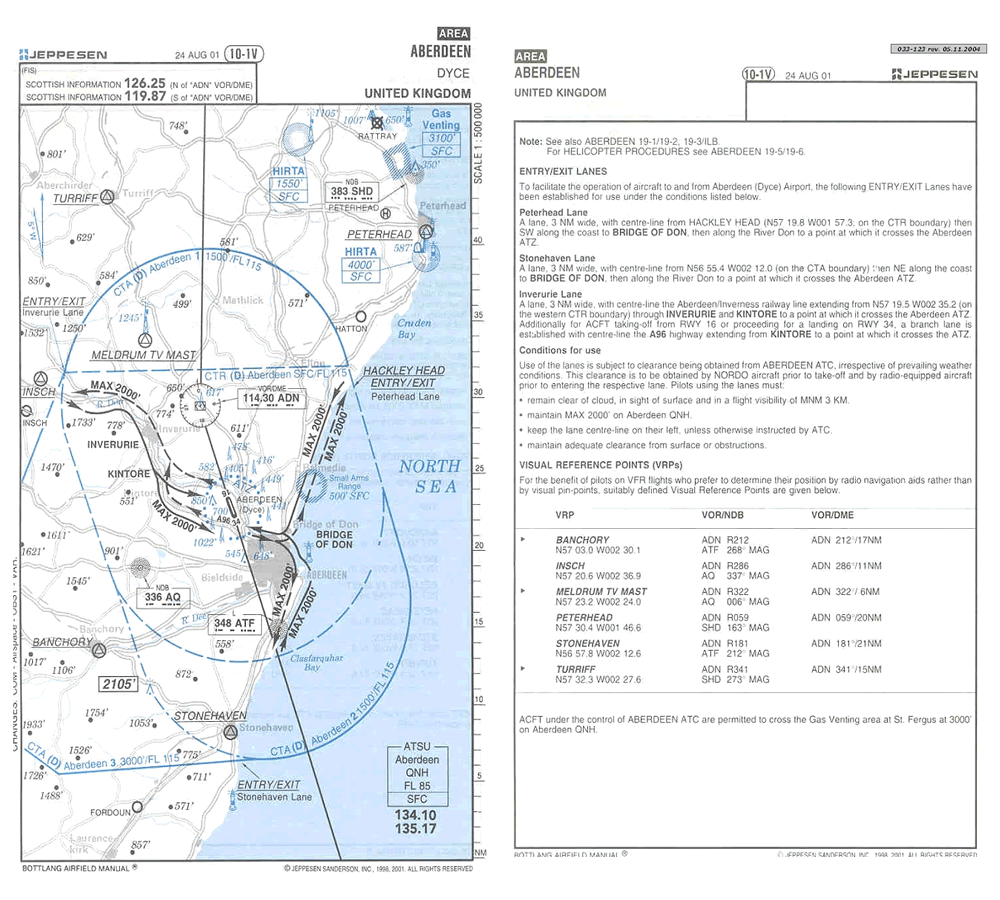 AREA
JEPPESEN 24 AUG 01 10-1V ABERDEEN
DYCE
UNITED KINGDOM
(FIS)
SCOTTISH INFORMATION 126.25 (N of "ADN" VOR/DME)
SCOTTISH INFORMATION 119.87 (S of "ADN" VOR/DME)
SCALE 1 : 500 000
748'
1105'
1007'
650'
RATTRAY
Gas
Venting
3100'
SFC
350'
801'
Aberchirder
TURRIFF
Turriff
HIRTA
1550'
SFC
NDB
383 SHD
PETERHEAD
Peterhead
PETERHEAD
587'
5°W
629'
581'
40
HIRTA
4000'
SFC
CTA (D) Aberdeen 1 1500'/FL115
850'
584'
499'
Mathlick
571'
ENTRY/EXIT
Inverurie Lane
1250'
1532'
1245'
HATTON
35
Cruden
Bay
MELDRUM TV MAST
Ellon
CTR (D) Aberdeen SFC/FL115
HACKLEY HEAD
ENTRY/EXIT
Peterhead Lane
INSCH
MAX 2000'
30
650'
617'
VOR/DME
114.30 ADN
R. Don
INSCH
1733'
778'
774'
Inverurie
611'
478'
MAX 2000'
INVERURIE
KINTORE
1470'
551'
582'
405'
416'
449'
Balmedie
Small Arms
Range
500' SFC
NORTH
SEA
25
850'
700'
ABERDEEN
(Dyce)
441'
A96
MAX 2000'
1022'
545'
646'
Bridge of Don
BRIDGE
OF DON
20
1611'
1621'
901'
1545'
NDB
336 AQ
Bieldside
ABERDEEN
MAX 2000'
MAX 2000'
R. Dee
348 ATF
15
BANCHORY
Banchory
558'
1017'
1106'
Clasfarquhar
Bay
872'
2105'
10
STONEHAVEN
1754'
1053'
Stonehaven
1933'
1526'
775'
CTA (D) Aberdeen 2 1500'/FL 115
CTA (D) Aberdeen 3 3000'/FL 115
1726'
711'
1488'
ENTRY/EXIT
Stonehaven Lane
5
ATSU
Aberdeen
QNH
FL 85
SFC
134.10
135.17
FORDOUN
571'
Laurence-
kirk
857'
NM
CHANGES: COM - Airspace - OBST - VAR.
BOTTLANG AIRFIELD MANUAL ® © JEPPESEN SANDERSON, INC., 1998, 2001. ALL RIGHTS RESERVED
033-123 rev. 05.11.2004
AREA
ABERDEEN 10-1V 24 AUG 01 JEPPESEN
UNITED KINGDOM
Note: See also ABERDEEN 19-1/19-2, 19-3/ILB.
For HELICOPTER PROCEDURES see ABERDEEN 19-5/19-6.
ENTRY/EXIT LANES
To facilitate the operation of aircraft to and from Aberdeen (Dyce) Airport, the following ENTRY/EXIT Lanes have
been established for use under the conditions listed below.
Peterhead Lane
A lane, 3 NM wide, with centre-line from HACKLEY HEAD (N57 19.8 W001 57.3; on the CTR boundary) then
SW along the coast to BRIDGE OF DON, then along the River Don to a point at which it crosses the Aberdeen
ATZ.
Stonehaven Lane
A lane, 3 NM wide, with centre-line from N56 55.4 W002 12.0 (on the CTA boundary) then NE along the coast
to BRIDGE OF DON, then along the River Don to a point at which it crosses the Aberdeen ATZ.
Inverurie Lane
A lane, 3 NM wide, with centre-line the Aberdeen/Inverness railway line extending from N57 19.5 W002 35.2 (on
the western CTR boundary) through INVERURIE and KINTORE to a point at which it crosses the Aberdeen ATZ.
Additionally for ACFT taking-off from RWY 16 or proceeding for a landing on RWY 34, a branch lane is
established with centre-line the A96 highway extending from KINTORE to a point at which it crosses the ATZ.
Conditions for use
Use of the lanes is subject to clearance being obtained from ABERDEEN ATC, irrespective of prevailing weather
conditions. This clearance is to be obtained by NORDO aircraft prior to take-off and by radio-equipped aircraft
prior to entering the respective lane. Pilots using the lanes must:
• remain clear of cloud, in sight of surface and in a flight visibility of MNM 3 KM.
• maintain MAX 2000' on Aberdeen QNH.
• keep the lane centre-line on their left, unless otherwise instructed by ATC.
• maintain adequate clearance from surface or obstructions.
VISUAL REFERENCE POINTS (VRPs)
For the benefit of pilots on VFR flights who prefer to determine their position by radio navigation aids rather than
by visual pin-points, suitably defined Visual Reference Points are given below.
VRP VOR/NDB VOR/DME
BANCHORY ADN R212 ADN 212°/17NM
N57 03.0 W002 30.1 ATF 268° MAG
INSCH ADN R286 ADN 286°/11NM
N57 20.6 W002 36.9 AQ 337° MAG
MELDRUM TV MAST ADN R322 ADN 322°/ 6NM
N57 23.2 W002 24.0 AQ 006° MAG
PETERHEAD ADN R059 ADN 059°/20NM
N57 30.4 W001 46.6 SHD 163° MAG
STONEHAVEN ADN R181 ADN 181°/21NM
N56 57.8 W002 12.6 ATF 212° MAG
TURRIFF ADN R341 ADN 341°/15NM
N57 32.3 W002 27.6 SHD 273° MAG
ACFT under the control of ABERDEEN ATC are permitted to cross the Gas Venting area at St. Fergus at 3000'
on Aberdeen QNH.
BOTTLANG AIRFIELD MANUAL ® © JEPPESEN SANDERSON, INC., 1998, 2001. ALL RIGHTS RESERVED